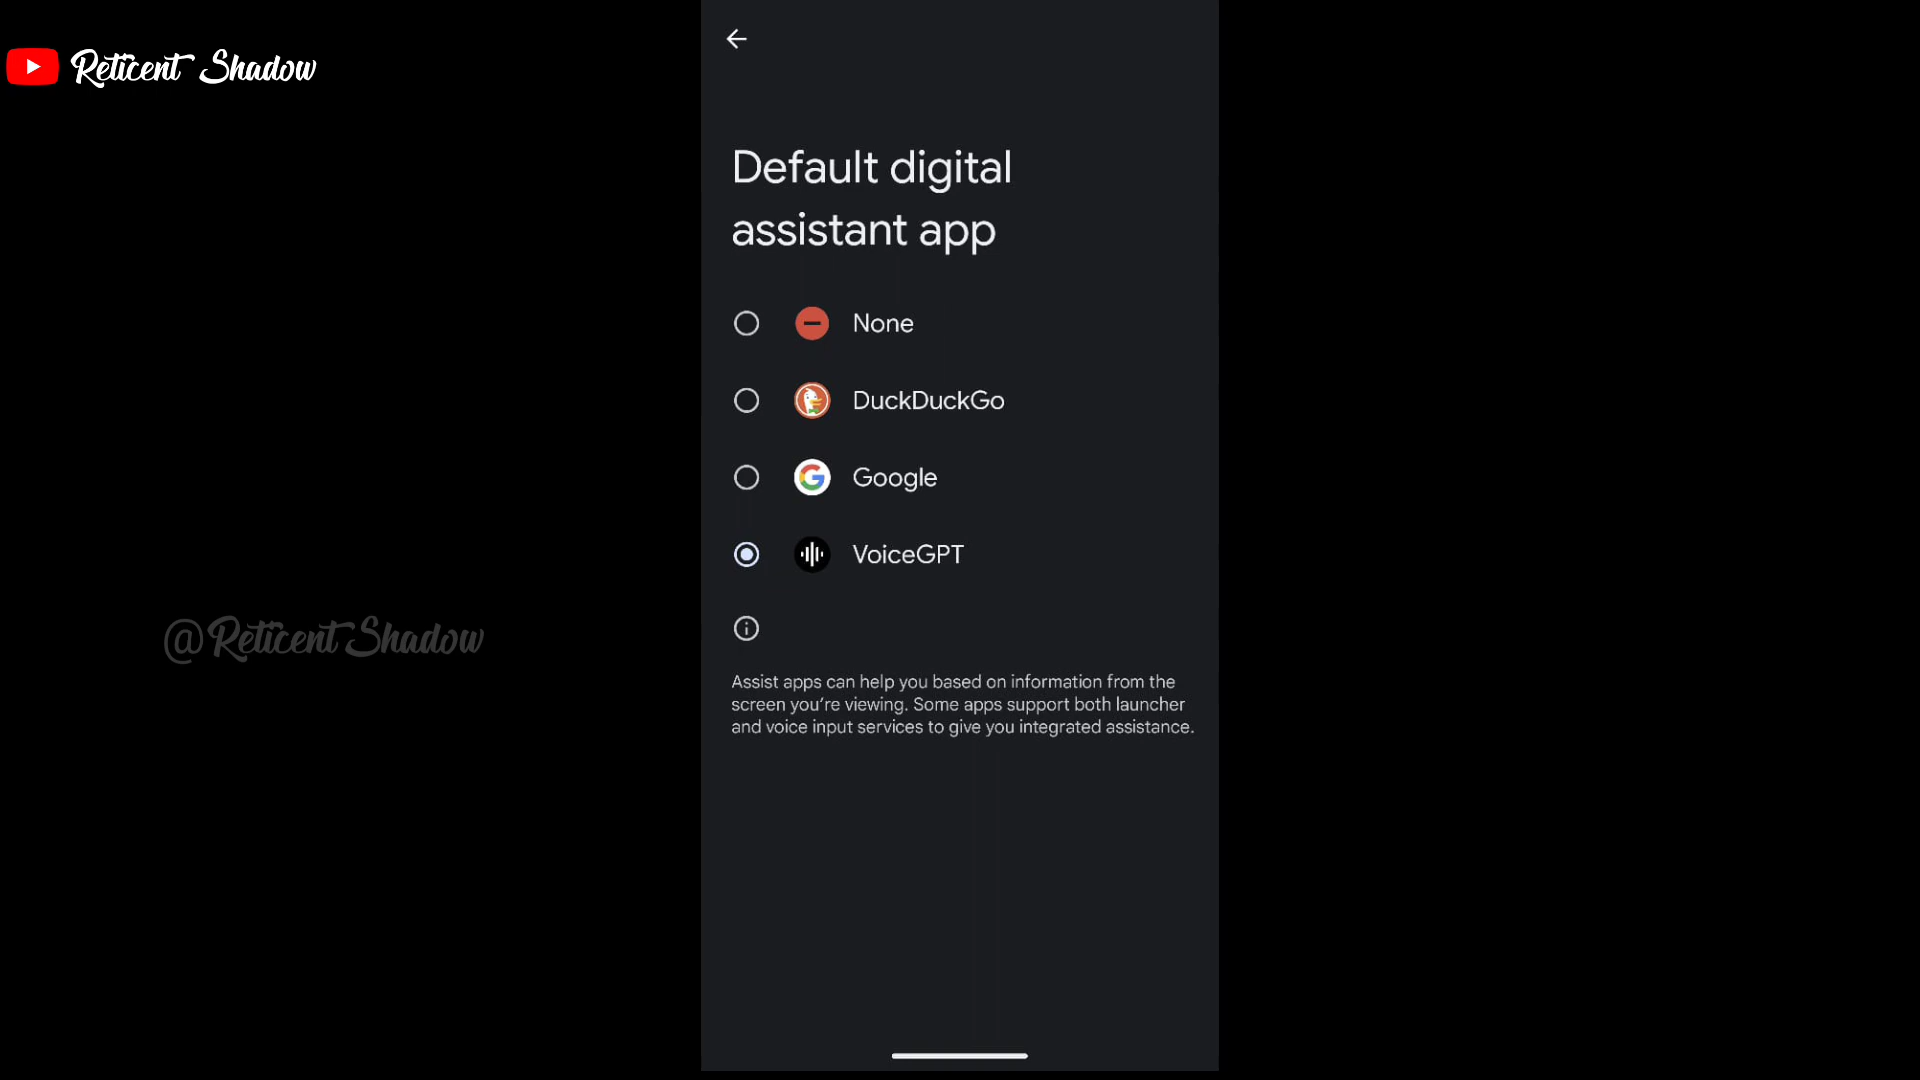 Reticent Shadow
Default digital
assistant app
None
DuckDuckGo
Google
VoiceGPT
@Reticent Shadow
Assist apps can help you based on information from the
screen you're viewing. Some apps support both launcher
and voice input services to give you integrated assistance.